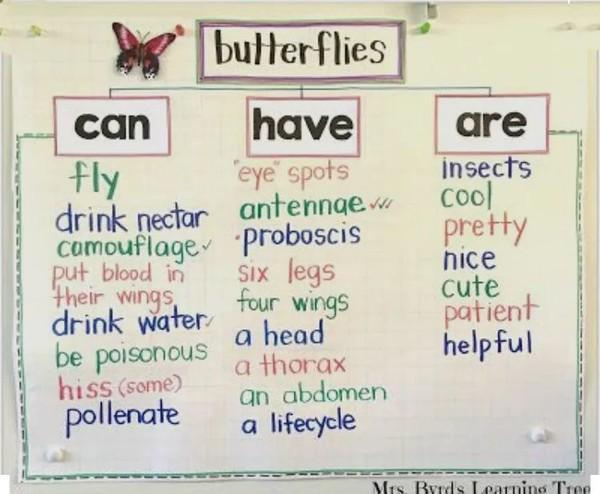 butterflies
can
fly
drink nectar
camouflage
put blood in
their wings
drink water
be poisonous
hiss (some)
pollenate
have
"eye" spots
antennae
proboscis
six legs
four wings
a head
a thorax
an abdomen
a lifecycle
are
insects
cool
pretty
nice
cute
patient
helpful
Mrs. Byrd's Learning Tree